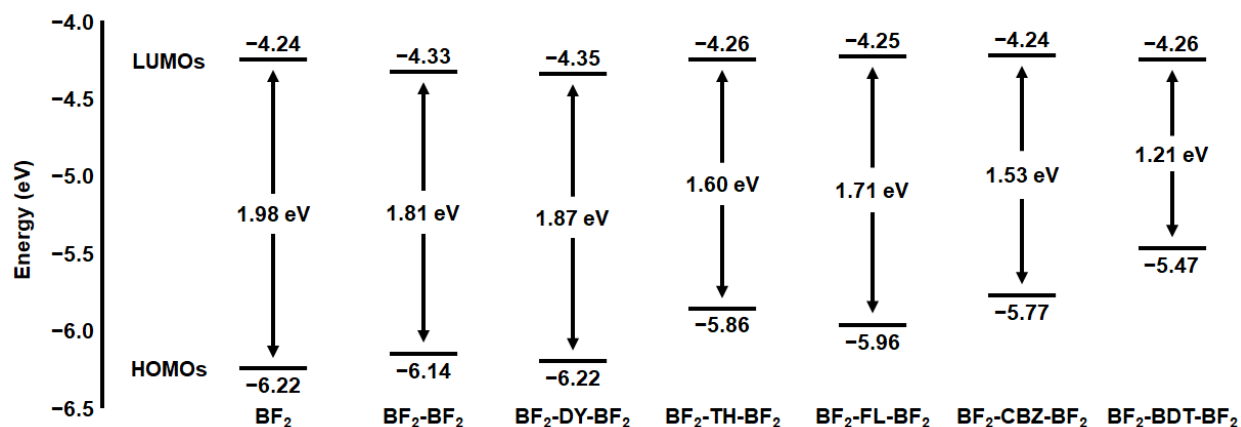 −4.0
−4.5
−5.0
−5.5
−6.0
−6.5
Energy (eV)
LUMOs
HOMOs
−4.24
−4.33
−4.35
−4.26
−4.25
−4.24
−4.26
1.98 eV
1.81 eV
1.87 eV
1.60 eV
1.71 eV
1.53 eV
1.21 eV
−6.22
−6.14
−6.22
−5.86
−5.96
−5.77
−5.47
BF₂
BF₂-BF₂
BF₂-DY-BF₂
BF₂-TH-BF₂
BF₂-FL-BF₂
BF₂-CBZ-BF₂
BF₂-BDT-BF₂